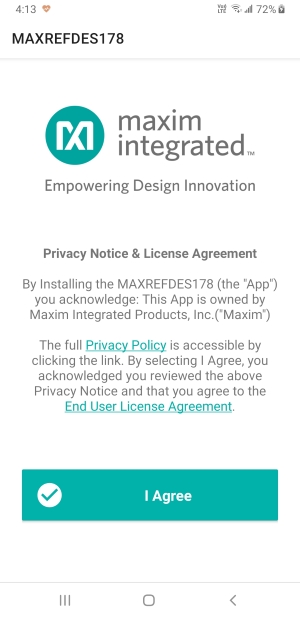 4:13
72%
MAXREFDES178
maxim
integrated™
Empowering Design Innovation
Privacy Notice & License Agreement
By Installing the MAXREFDES178 (the "App")
you acknowledge: This App is owned by
Maxim Integrated Products, Inc.("Maxim")
The full Privacy Policy is accessible by
clicking the link. By selecting I Agree, you
acknowledged you reviewed the above
Privacy Notice and that you agree to the
End User License Agreement.
I Agree